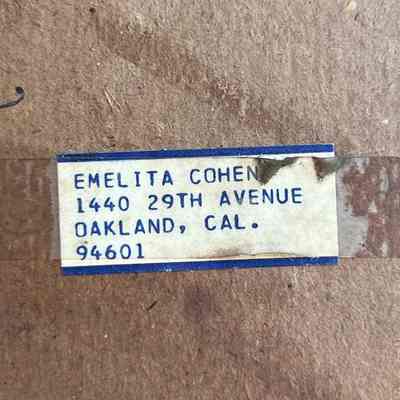 EMELITA COHEN
1440 29TH AVENUE
OAKLAND, CAL.
94601